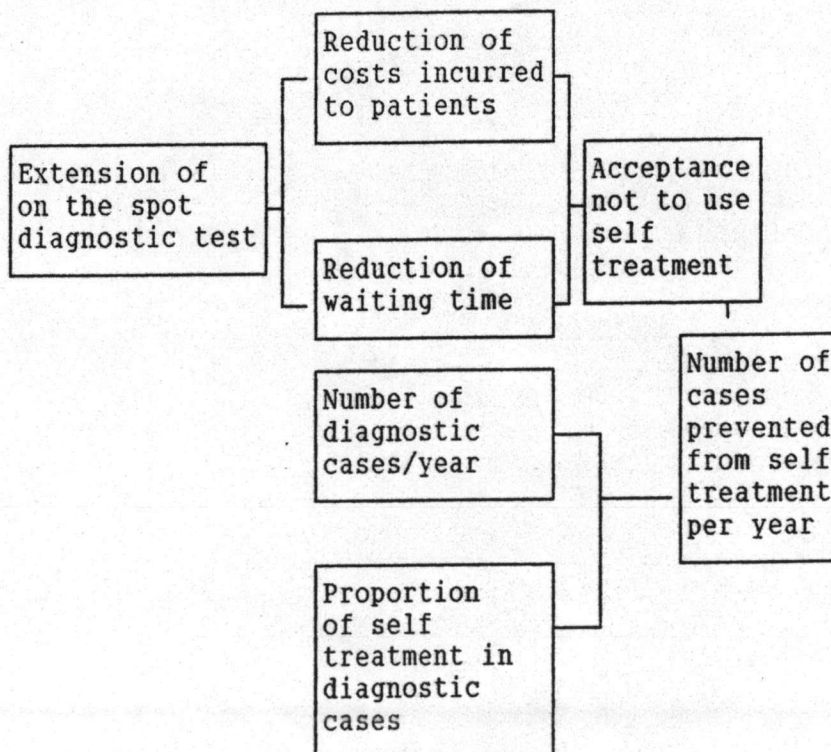 Extension of
on the spot
diagnostic test
Reduction of
costs incurred
to patients
Reduction of
waiting time
Acceptance
not to use
self
treatment
Number of
diagnostic
cases/year
Proportion
of self
treatment in
diagnostic
cases
Number of
cases
prevented
from self
treatment
per year